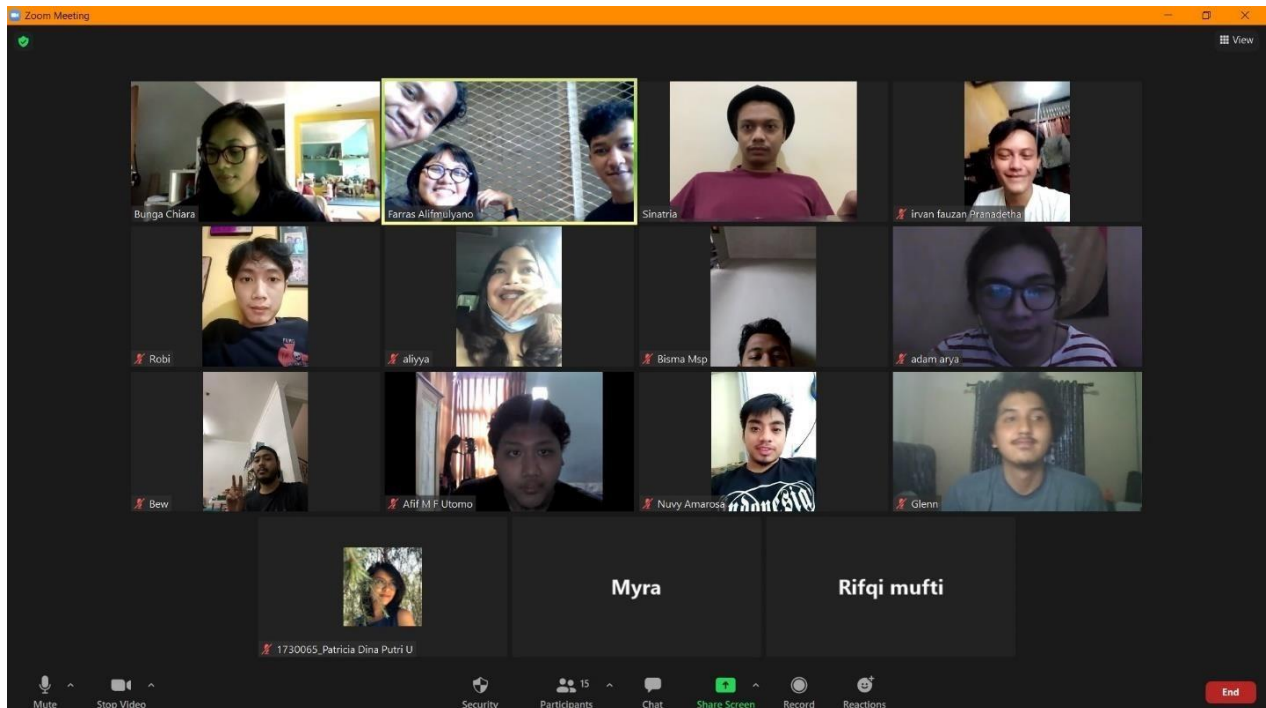 Zoom Meeting
View
Bunga Chiara
Farras Alifmulyano
Sinatria
irvan fauzan Pranadetha
Robi
aliyya
Bisma Msp
adam arya
Bew
Afif M F Utomo
Nuvy Amarosa
Indonesia
Glenn
1730065_Patricia Dina Putri U
Myra
Rifqi mufti
Mute
Stop Video
Security
Participants
15
Chat
Share Screen
Record
Reactions
End